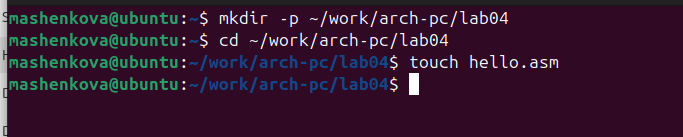 mashenkova@ubuntu:~$ mkdir -p ~/work/arch-pc/lab04
mashenkova@ubuntu:~$ cd ~/work/arch-pc/lab04
mashenkova@ubuntu:~/work/arch-pc/lab04$ touch hello.asm
mashenkova@ubuntu:~/work/arch-pc/lab04$